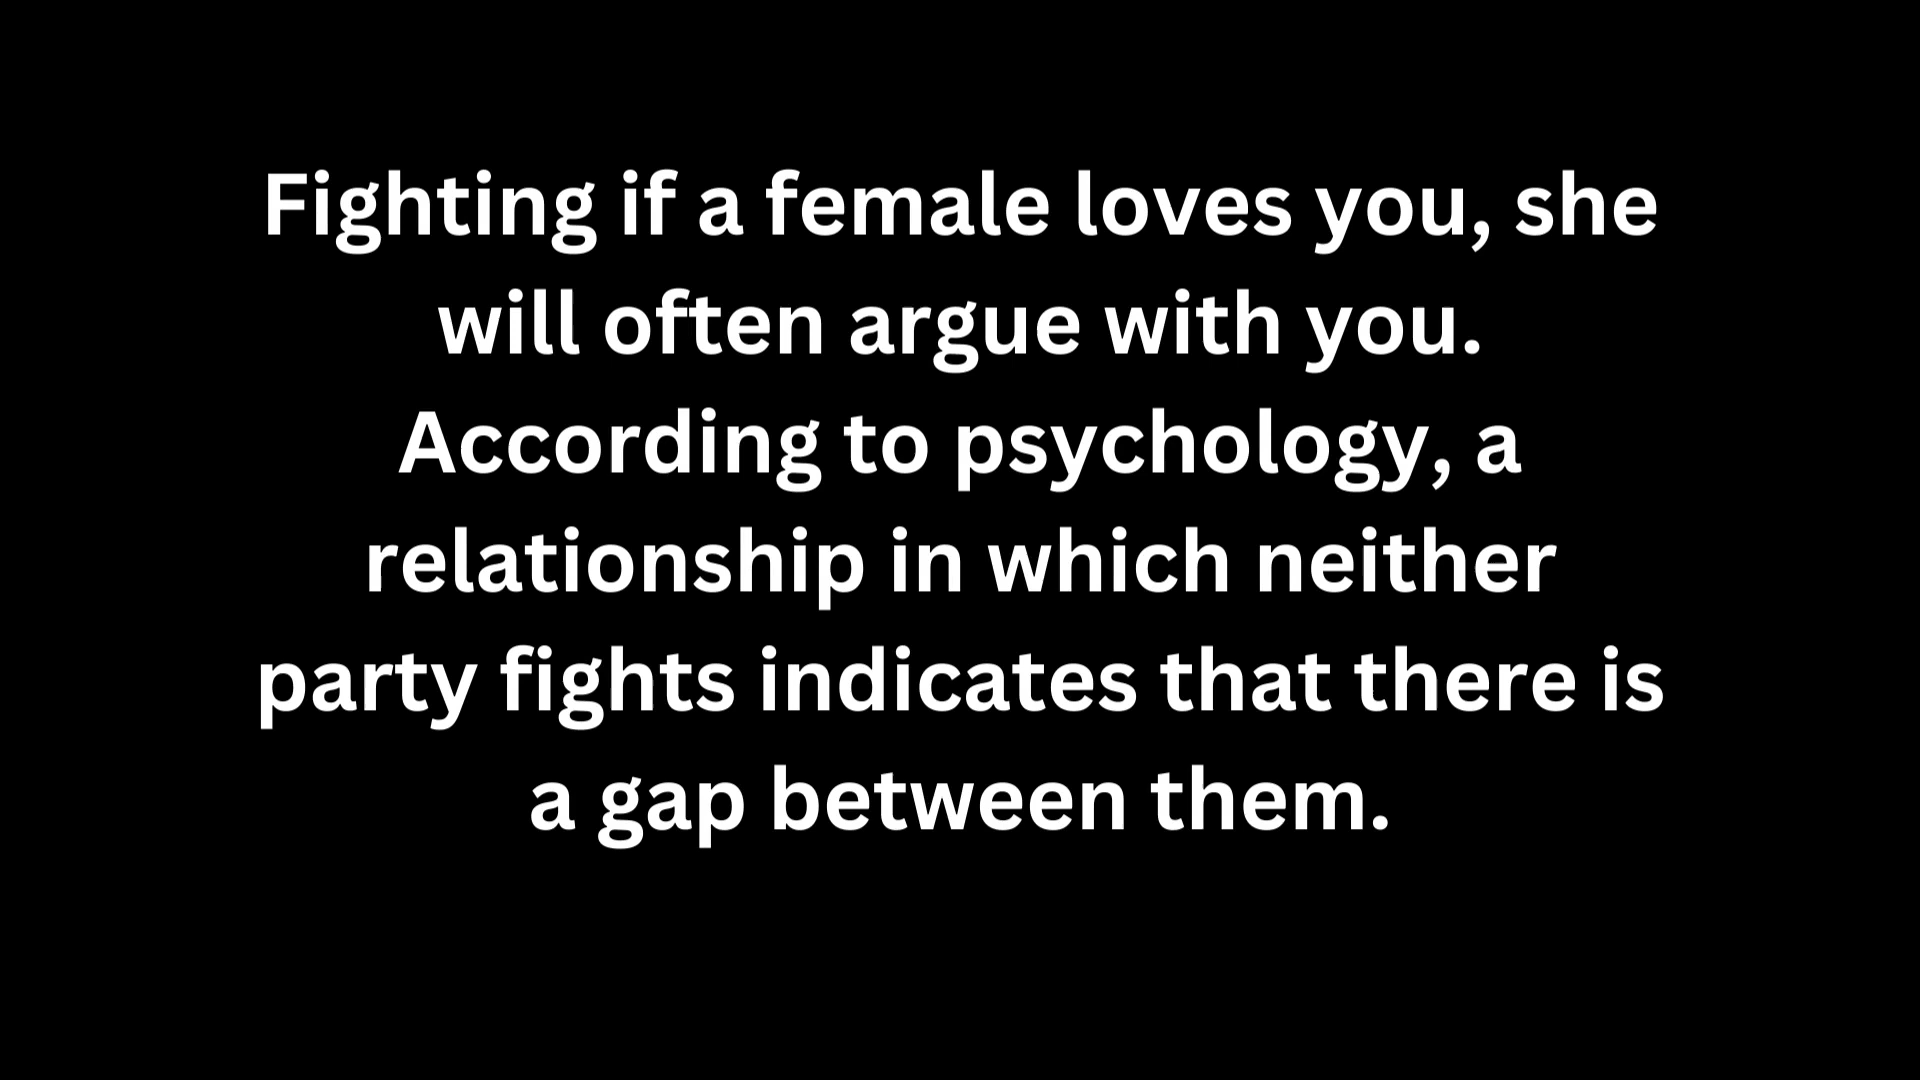 Fighting if a female loves you, she
will often argue with you.
According to psychology, a
relationship in which neither
party fights indicates that there is
a gap between them.